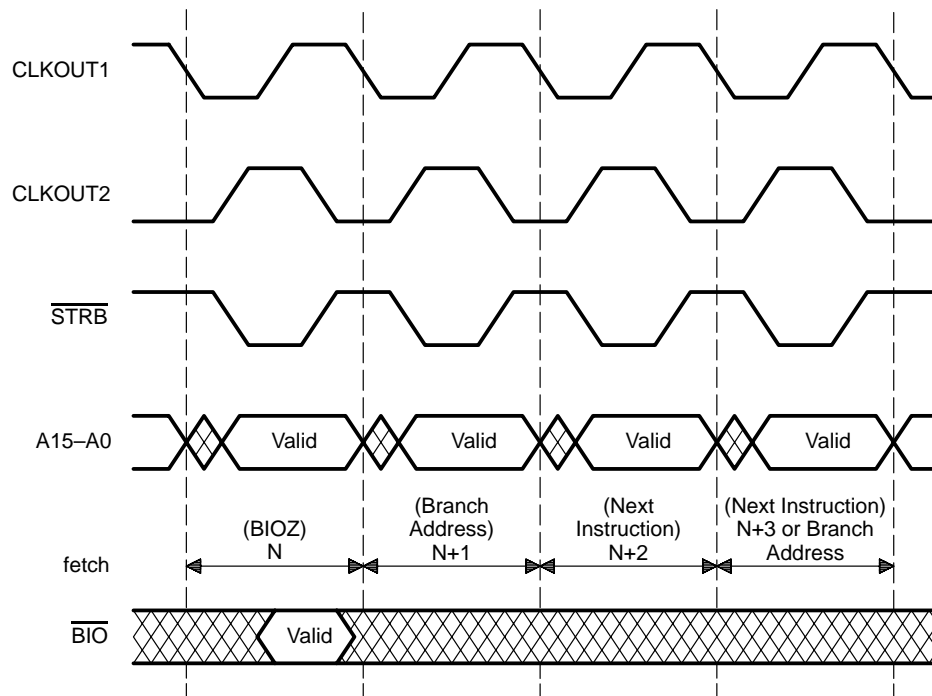 CLKOUT1
CLKOUT2
STRB
A15–A0
Valid
Valid
Valid
Valid
fetch
(BIOZ)
N
(Branch
Address)
N+1
(Next
Instruction)
N+2
(Next Instruction)
N+3 or Branch
Address
BIO
Valid